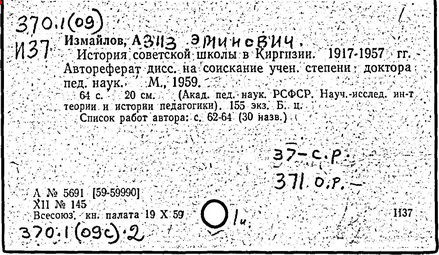 370.1(09)
И37 Измайлов, Азиз Эминович.
История советской школы в Киргизии. 1917-1957 гг. -
Автореферат дисс. на соискание учен. степени доктора
пед. наук. М., 1959.
64 с. 20 см. (Акад. пед. наук. РСФСР. Науч.-исслед. ин-т
теории и истории педагогики). 155 экз. Б. ц.
Список работ автора: с. 62-64 (30 назв.)
37-с.р.
371 О.Р.-
А № 5691 [59-59990]
XII № 145
Всесоюз. кн. палата 19 X 59
И37
370.1(09с).2